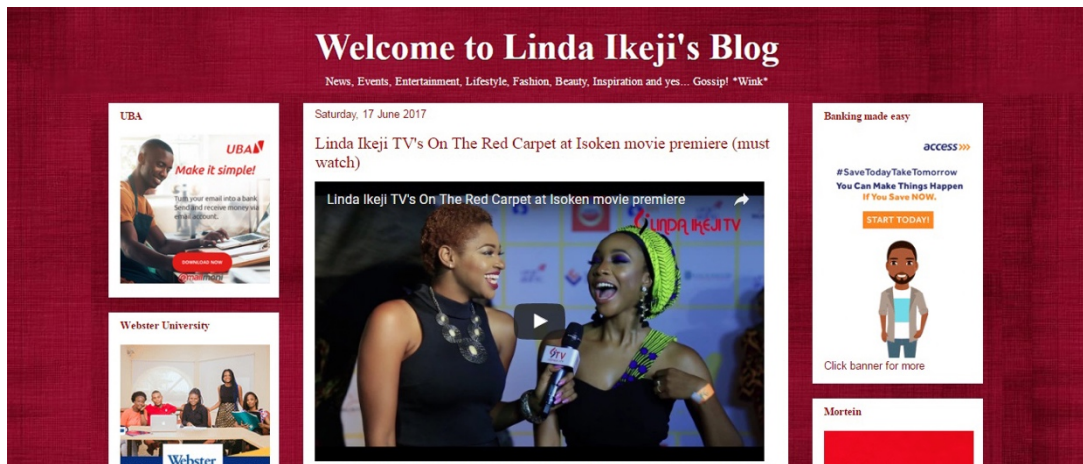 Welcome to Linda Ikeji's Blog
News, Events, Entertainment, Lifestyle, Fashion, Beauty, Inspiration and yes... Gossip! *Wink*
UBA
UBA
Make it simple!
Turn your email into a bank
Send and receive money via
email account.
DOWNLOAD NOW
Webster University
Webster
Saturday, 17 June 2017
Linda Ikeji TV's On The Red Carpet at Isoken movie premiere (must
watch)
Linda Ikeji TV's On The Red Carpet at Isoken movie premiere
LINDA IKEJI TV
Banking made easy
access
#SaveTodayTakeTomorrow
You Can Make Things Happen
If You Save NOW.
START TODAY!
Click banner for more
Mortein